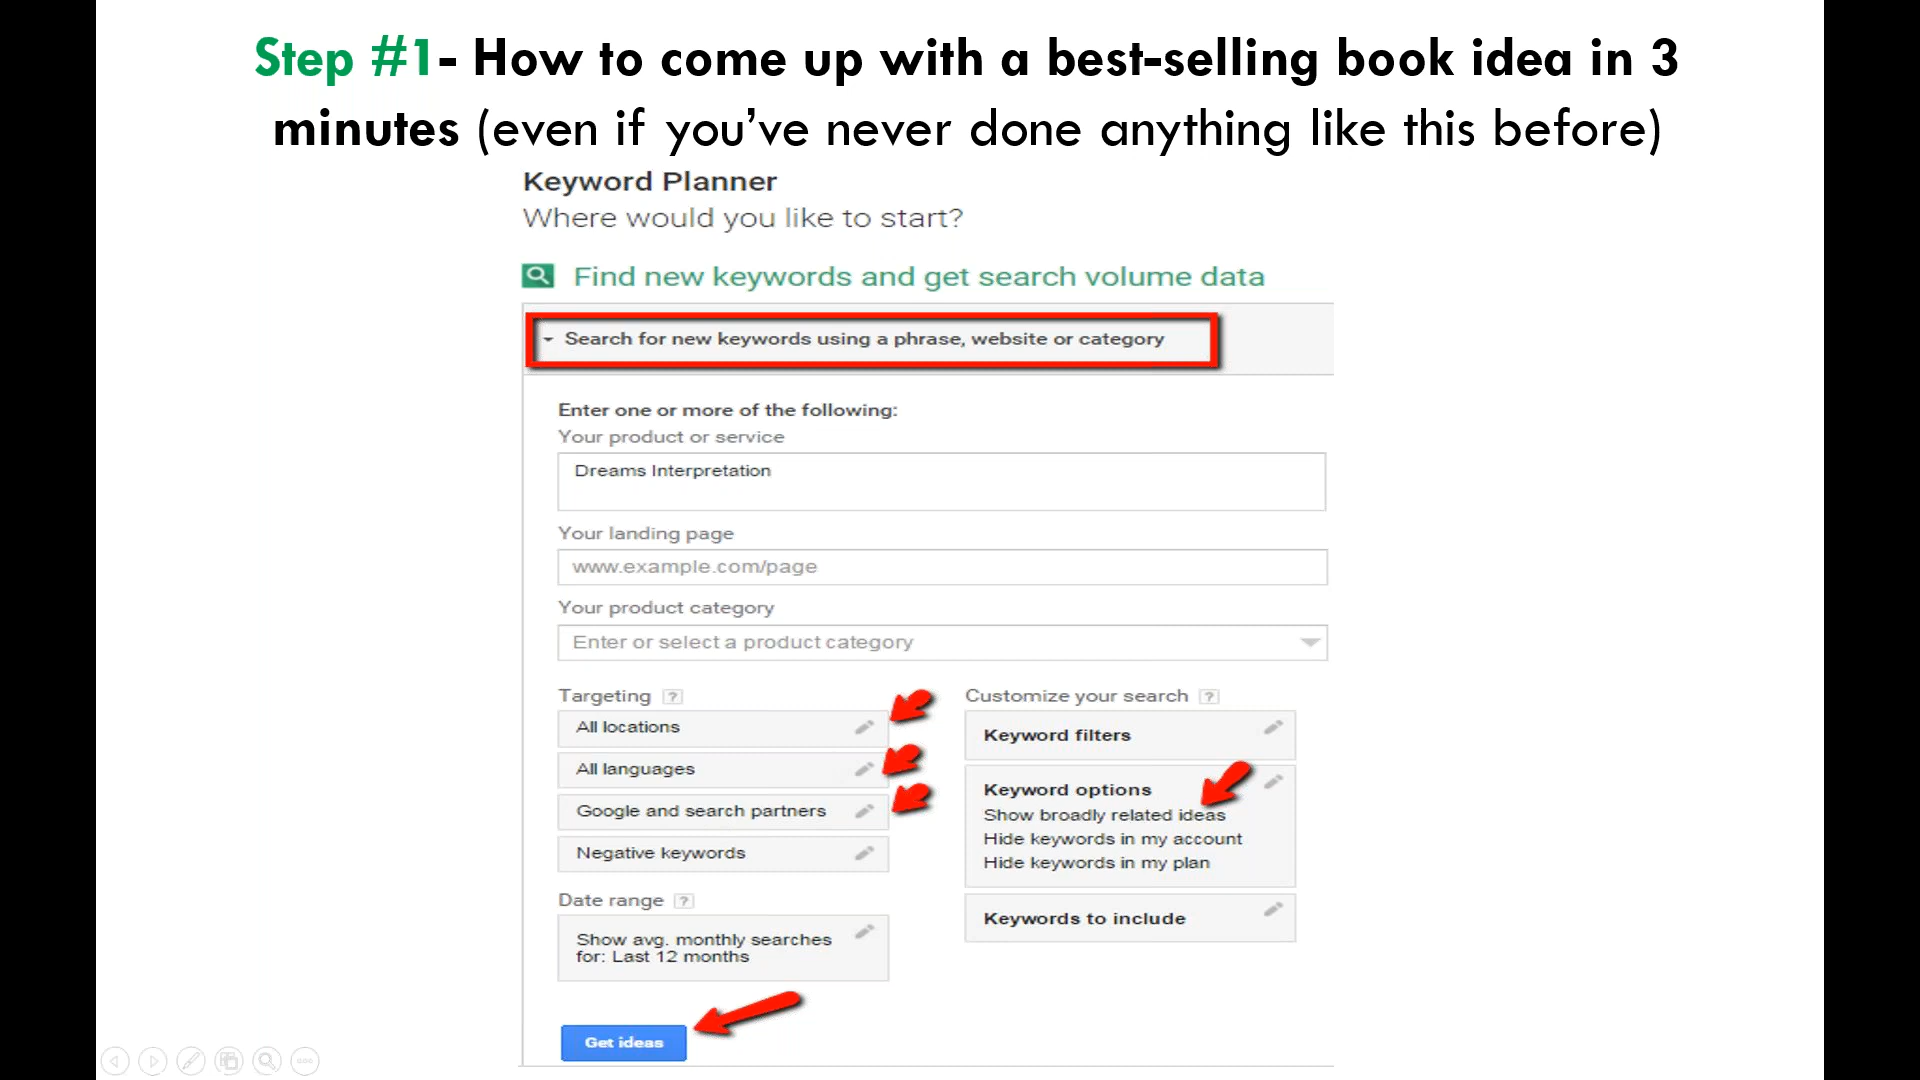 Step #1- How to come up with a best-selling book idea in 3
minutes (even if you’ve never done anything like this before)
Keyword Planner
Where would you like to start?
Find new keywords and get search volume data
Search for new keywords using a phrase, website or category
Enter one or more of the following:
Your product or service
Dreams Interpretation
Your landing page
www.example.com/page
Your product category
Enter or select a product category
Targeting ?
All locations
All languages
Google and search partners
Negative keywords
Date range ?
Show avg. monthly searches
for: Last 12 months
Customize your search ?
Keyword filters
Keyword options
Show broadly related ideas
Hide keywords in my account
Hide keywords in my plan
Keywords to include
Get ideas